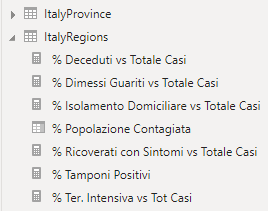 ItalyProvince
ItalyRegions
% Deceduti vs Totale Casi
% Dimessi Guariti vs Totale Casi
% Isolamento Domiciliare vs Totale Casi
% Popolazione Contagiata
% Ricoverati con Sintomi vs Totale Casi
% Tamponi Positivi
% Ter. Intensiva vs Tot Casi